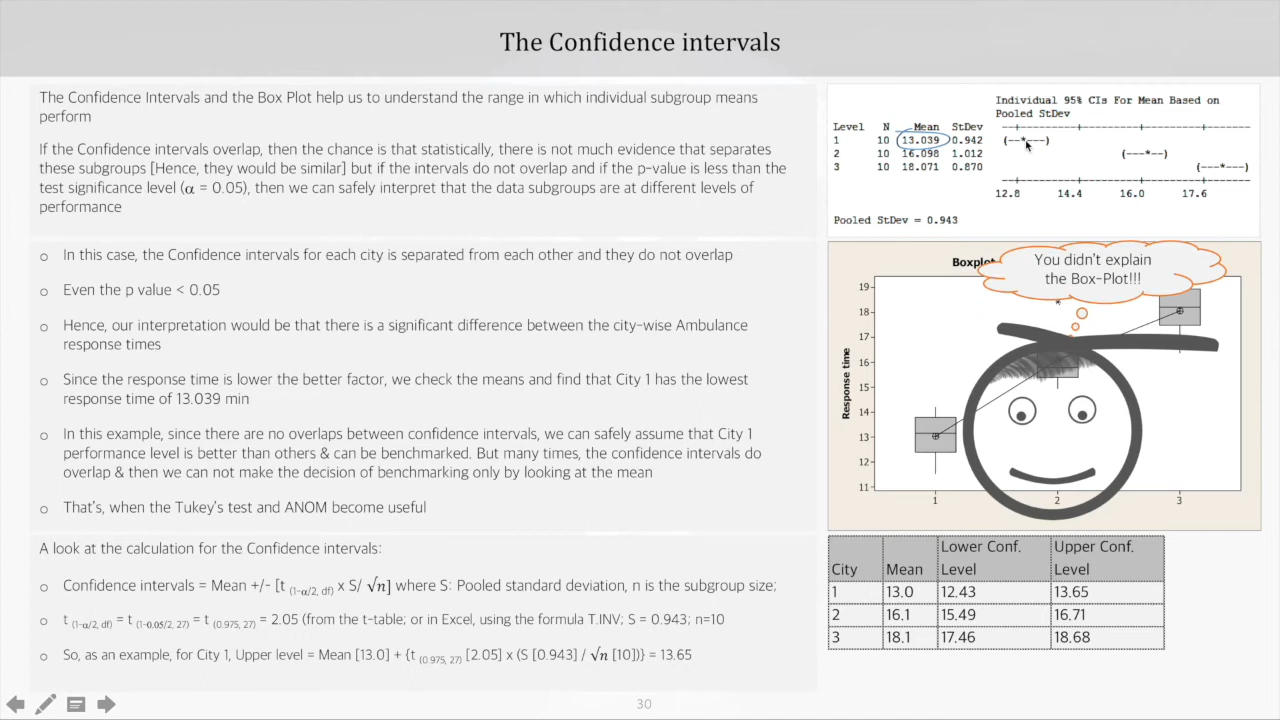 The Confidence intervals
The Confidence Intervals and the Box Plot help us to understand the range in which individual subgroup means
perform
If the Confidence intervals overlap, then the inference is that statistically, there is not much evidence that separates
these subgroups [Hence, they would be similar] but if the intervals do not overlap and if the p-value is less than the
test significance level (α = 0.05), then we can safely interpret that the data subgroups are at different levels of
performance
o In this case, the Confidence intervals for each city is separated from each other and they do not overlap
o Even the p value < 0.05
o Hence, our interpretation would be that there is a significant difference between the city-wise Ambulance
response times
o Since the response time is lower the better factor, we check the means and find that City 1 has the lowest
response time of 13.039 min
o In this example, since there are no overlaps between confidence intervals, we can safely assume that City 1
performance level is better than others & can be benchmarked. But many times, the confidence intervals do
overlap & then we can not make the decision of benchmarking only by looking at the mean
o That's, when the Tukey's test and ANOM become useful
A look at the calculation for the Confidence intervals:
o Confidence intervals = Mean +/- [t (1-α/2, df) x S/ √n] where S: Pooled standard deviation, n is the subgroup size;
o t (1-α/2, df) = t (1-0.05/2, 27) = t (0.975, 27) = 2.05 (from the t-table; or in Excel, using the formula T.INV; S = 0.943; n=10
o So, as an example, for City 1, Upper level = Mean [13.0] + {t (0.975, 27) [2.05] x (S [0.943] / √n [10])} = 13.65
Individual 95% CIs For Mean Based on
Pooled StDev
Level N Mean StDev --+---------+---------+---------+-------
1 10 13.039 0.942 (--*---)
2 10 16.098 1.012 (---*--)
3 10 18.071 0.870 (---*---)
--+---------+---------+---------+-------
12.8 14.4 16.0 17.6
Pooled StDev = 0.943
Boxplot
You didn't explain
the Box-Plot!!!
Response time
19
18
17
16
15
14
13
12
11
1 2 3
City Mean Lower Conf. Level Upper Conf. Level
1 13.0 12.43 13.65
2 16.1 15.49 16.71
3 18.1 17.46 18.68
30